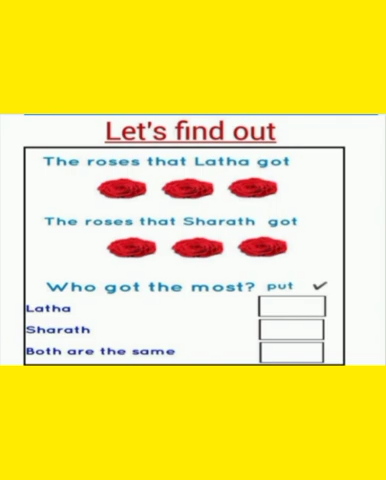 Let's find out
The roses that Latha got
The roses that Sharath got
Who got the most? put ✓
Latha
Sharath
Both are the same